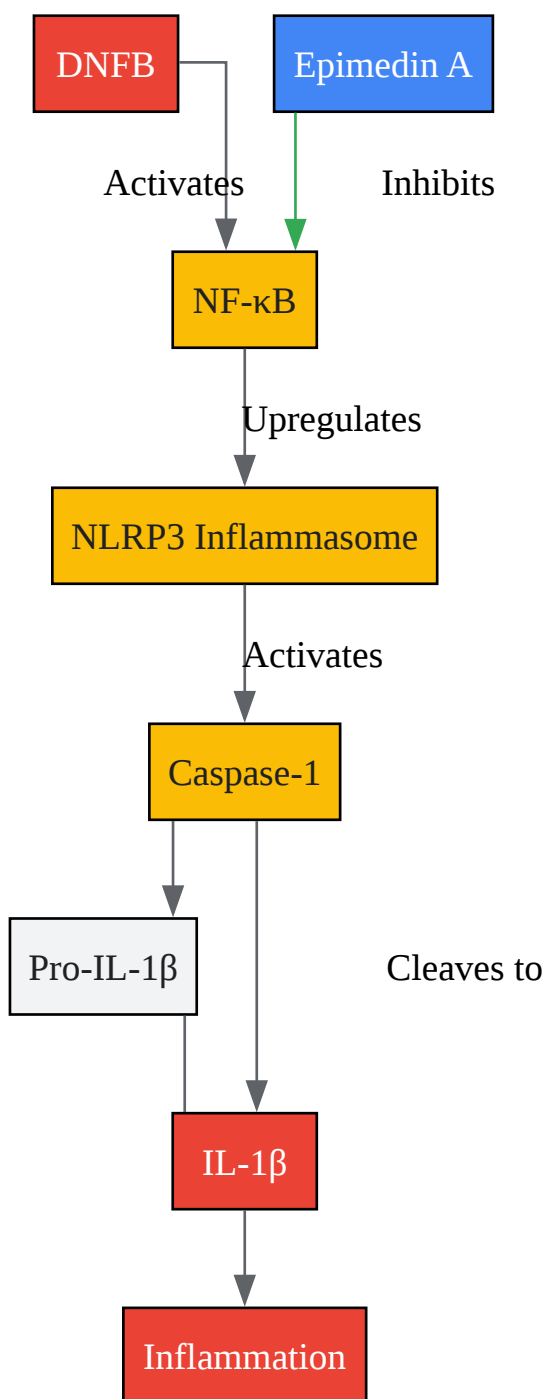 DNFB
Epimedin A
Activates
Inhibits
NF-κB
Upregulates
NLRP3 Inflammasome
Activates
Caspase-1
Pro-IL-1β
Cleaves to
IL-1β
Inflammation